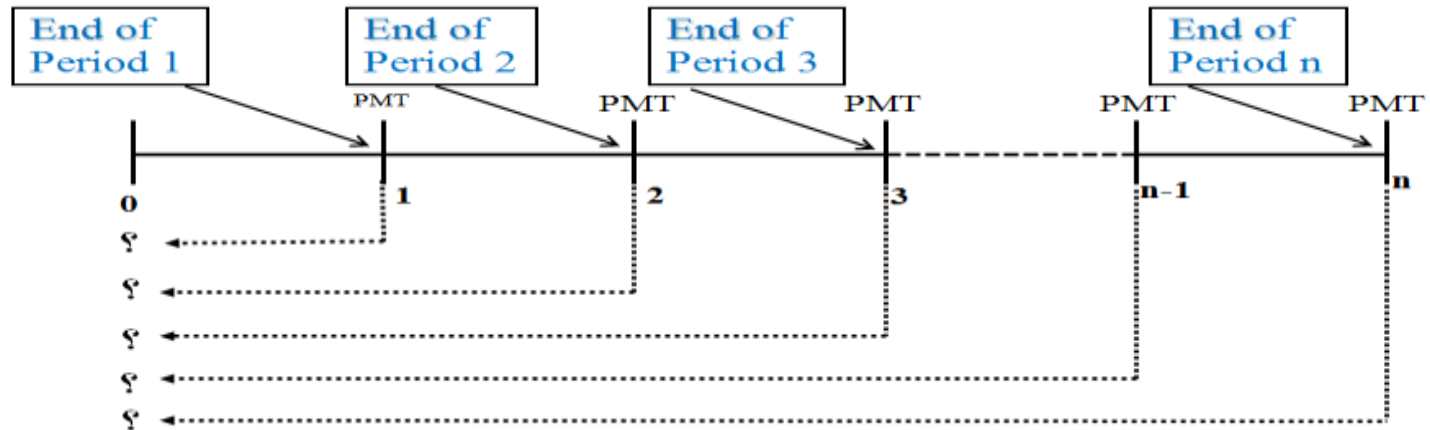 End of
Period 1
End of
Period 2
End of
Period 3
End of
Period n
PMT
PMT
PMT
PMT
PMT
0
1
2
3
n-1
n
؟
؟
؟
؟
؟